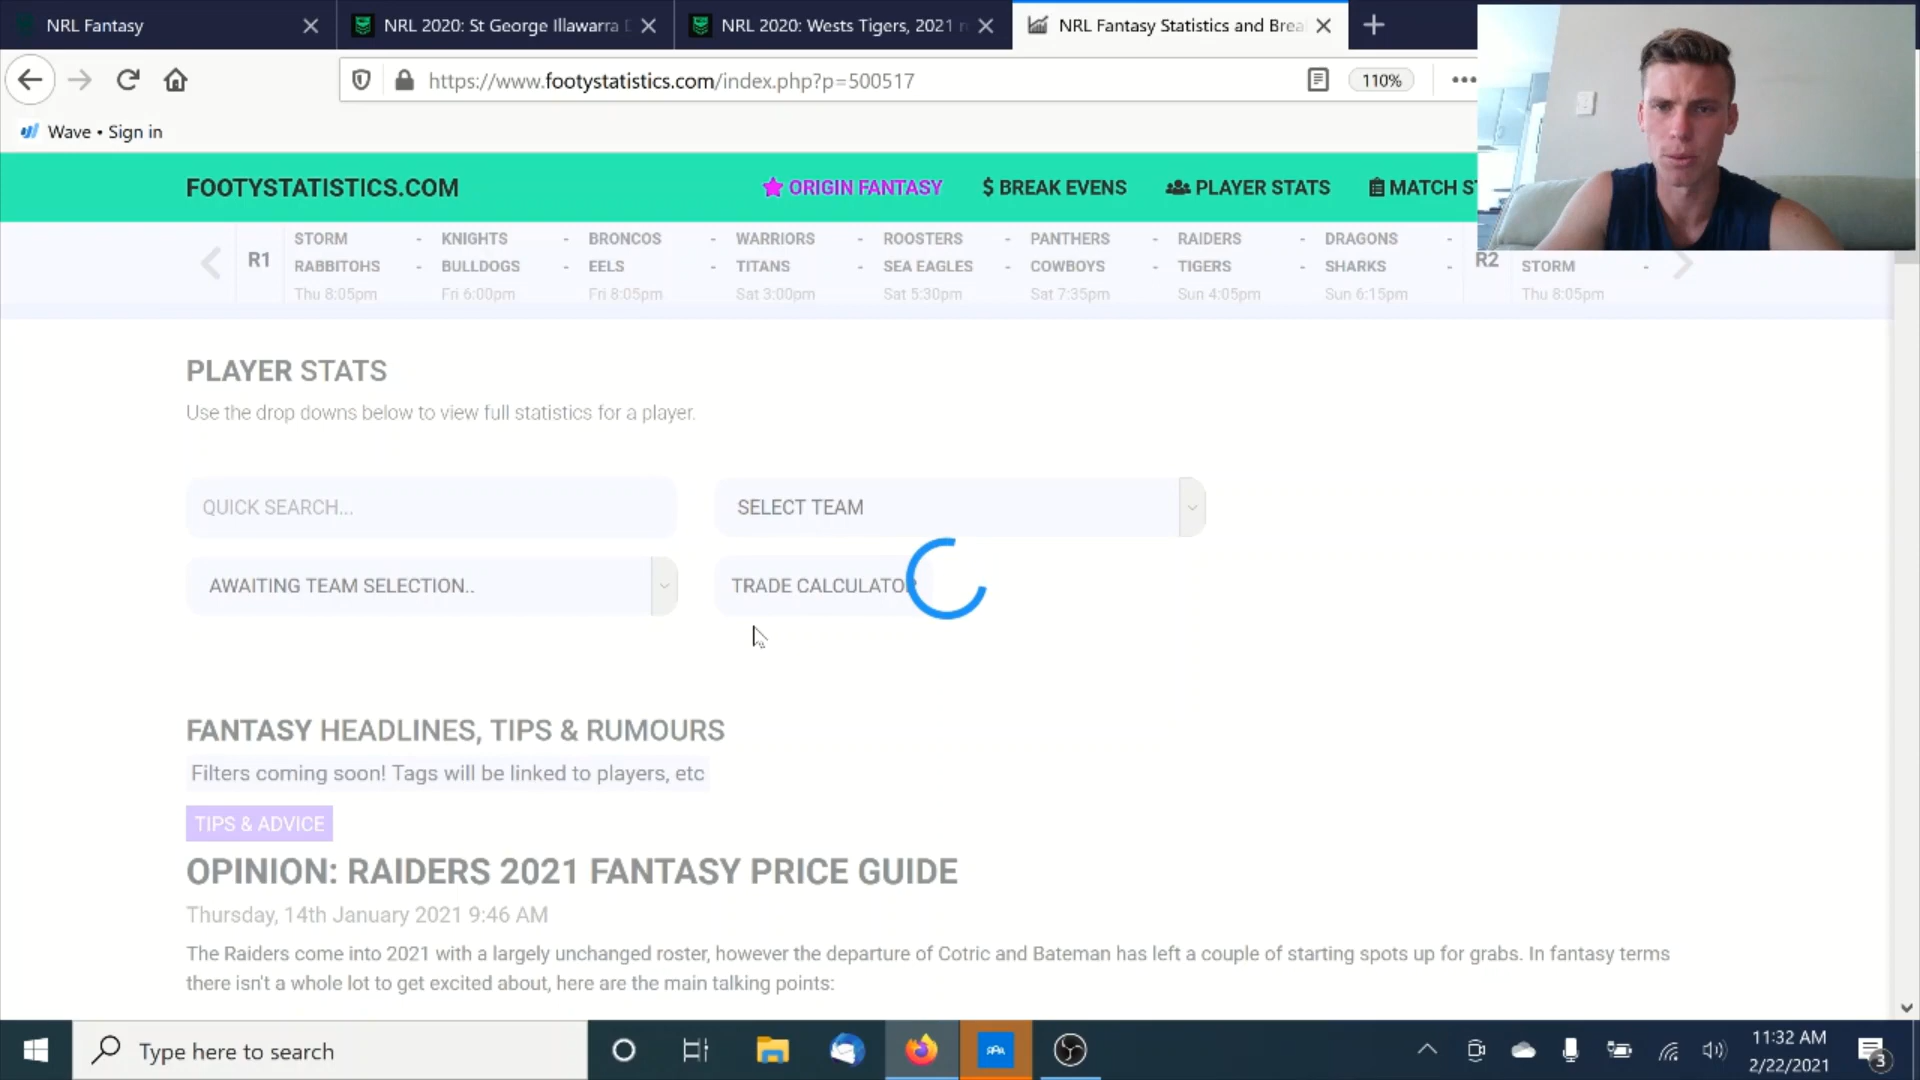 NRL Fantasy
NRL 2020: St George Illawarra
NRL 2020: Wests Tigers, 2021
NRL Fantasy Statistics and Brea
https://www.footystatistics.com/index.php?p=500517
110%
Wave • Sign in
FOOTYSTATISTICS.COM
ORIGIN FANTASY
$ BREAK EVENS
PLAYER STATS
MATCH ST
R1
STORM -
RABBITOHS -
Thu 8:05pm
KNIGHTS -
BULLDOGS -
Fri 6:00pm
BRONCOS -
EELS -
Fri 8:05pm
WARRIORS -
TITANS -
Sat 3:00pm
ROOSTERS -
SEA EAGLES -
Sat 5:30pm
PANTHERS -
COWBOYS -
Sat 7:35pm
RAIDERS -
TIGERS -
Sun 4:05pm
DRAGONS -
SHARKS -
Sun 6:15pm
R2
STORM -
Thu 8:05pm
PLAYER STATS
Use the drop downs below to view full statistics for a player.
QUICK SEARCH...
SELECT TEAM
AWAITING TEAM SELECTION..
TRADE CALCULATOR
FANTASY HEADLINES, TIPS & RUMOURS
Filters coming soon! Tags will be linked to players, etc
TIPS & ADVICE
OPINION: RAIDERS 2021 FANTASY PRICE GUIDE
Thursday, 14th January 2021 9:46 AM
The Raiders come into 2021 with a largely unchanged roster, however the departure of Cotric and Bateman has left a couple of starting spots up for grabs. In fantasy terms
there isn't a whole lot to get excited about, here are the main talking points:
Type here to search
11:32 AM
2/22/2021
3